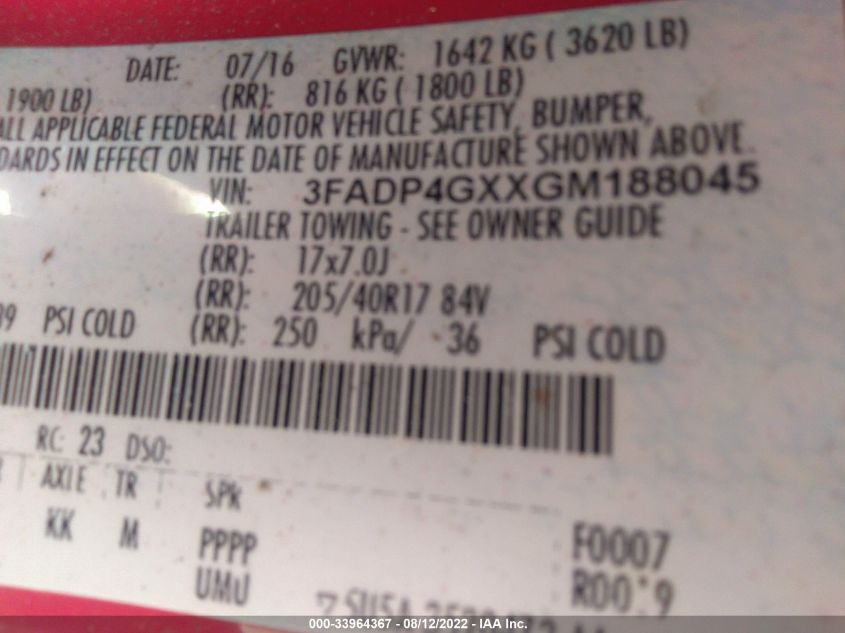 DATE: 07/16 GVWR: 1642 KG ( 3620 LB)
1900 LB) (RR): 816 KG ( 1800 LB)
ALL APPLICABLE FEDERAL MOTOR VEHICLE SAFETY, BUMPER,
DARDS IN EFFECT ON THE DATE OF MANUFACTURE SHOWN ABOVE.
VIN: 3FADP4GXXGM188045
TRAILER TOWING - SEE OWNER GUIDE
(RR): 17x7.0J
(RR): 205/40R17 84V
PSI COLD (RR): 250 kPa/ 36 PSI COLD
RC: 23 DSO:
AXLE TR SPR
KK M PPPP F0007
UMU
#33964367 - 08/12/2022 - IAA Inc.